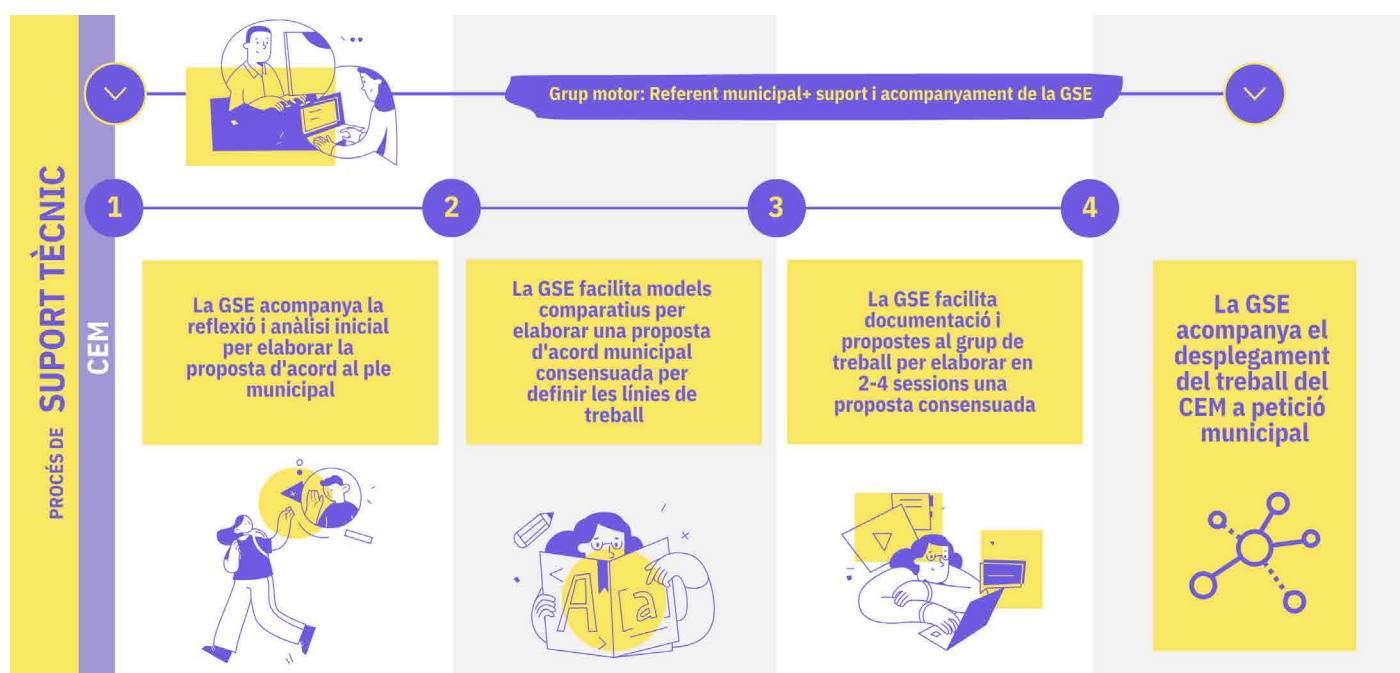 PROCÉS DE SUPORT TÈCNIC
CEM
Grup motor: Referent municipal+ suport i acompanyament de la GSE
1
2
3
4
La GSE acompanya la
reflexió i anàlisi inicial
per elaborar la
proposta d'acord al ple
municipal
La GSE facilita models
comparatius per
elaborar una proposta
d'acord municipal
consensuada per
definir les línies de
treball
La GSE facilita
documentació i
propostes al grup de
treball per elaborar en
2-4 sessions una
proposta consensuada
La GSE
acompanya el
desplegament
del treball del
CEM a petició
municipal
A
[a]